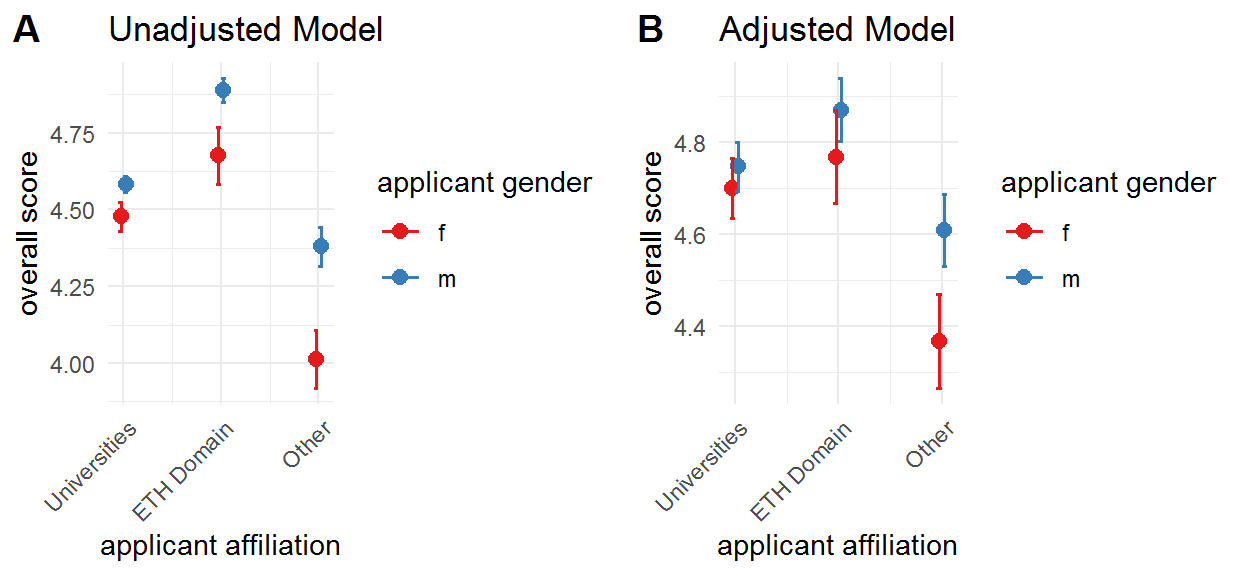 A Unadjusted Model
overall score
4.75
4.50
4.25
4.00
Universities
ETH Domain
Other
applicant affiliation
applicant gender
f
m
B Adjusted Model
overall score
4.8
4.6
4.4
Universities
ETH Domain
Other
applicant affiliation
applicant gender
f
m